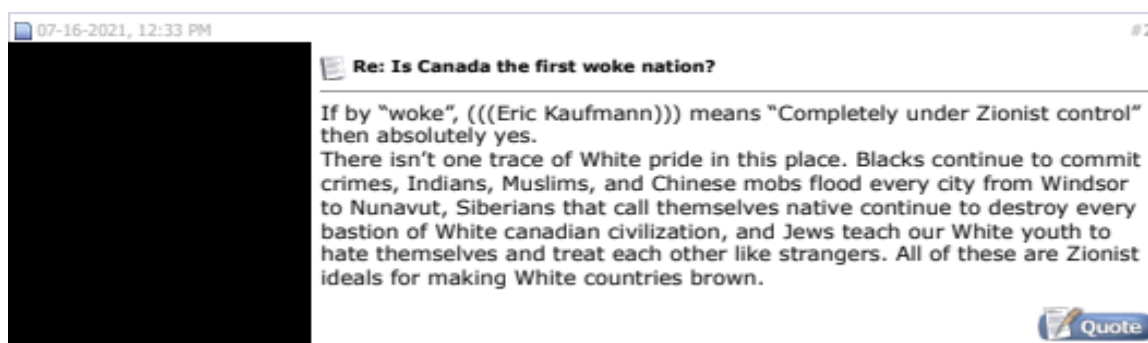 07-16-2021, 12:33 PM
Re: Is Canada the first woke nation?
If by “woke”, (((Eric Kaufmann))) means “Completely under Zionist control”
then absolutely yes.
There isn’t one trace of White pride in this place. Blacks continue to commit
crimes, Indians, Muslims, and Chinese mobs flood every city from Windsor
to Nunavut, Siberians that call themselves native continue to destroy every
bastion of White canadian civilization, and Jews teach our White youth to
hate themselves and treat each other like strangers. All of these are Zionist
ideals for making White countries brown.
Quote